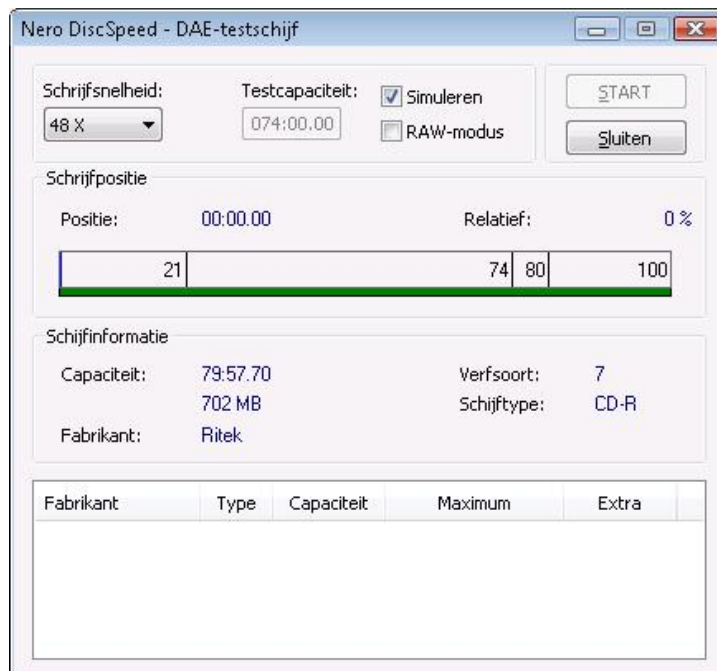 Nero DiscSpeed - DAE-testschijf
Schrijfsnelheid: Testcapaciteit: Simuleren START
48 X 074:00.00 RAW-modus Sluiten
Schrijfpositie
Positie: 00:00.00 Relatief: 0 %
21 74 80 100
Schijfinformatie
Capaciteit: 79:57.70 Verfsoort: 7
702 MB Schijftype: CD-R
Fabrikant: Ritek
Fabrikant Type Capaciteit Maximum Extra